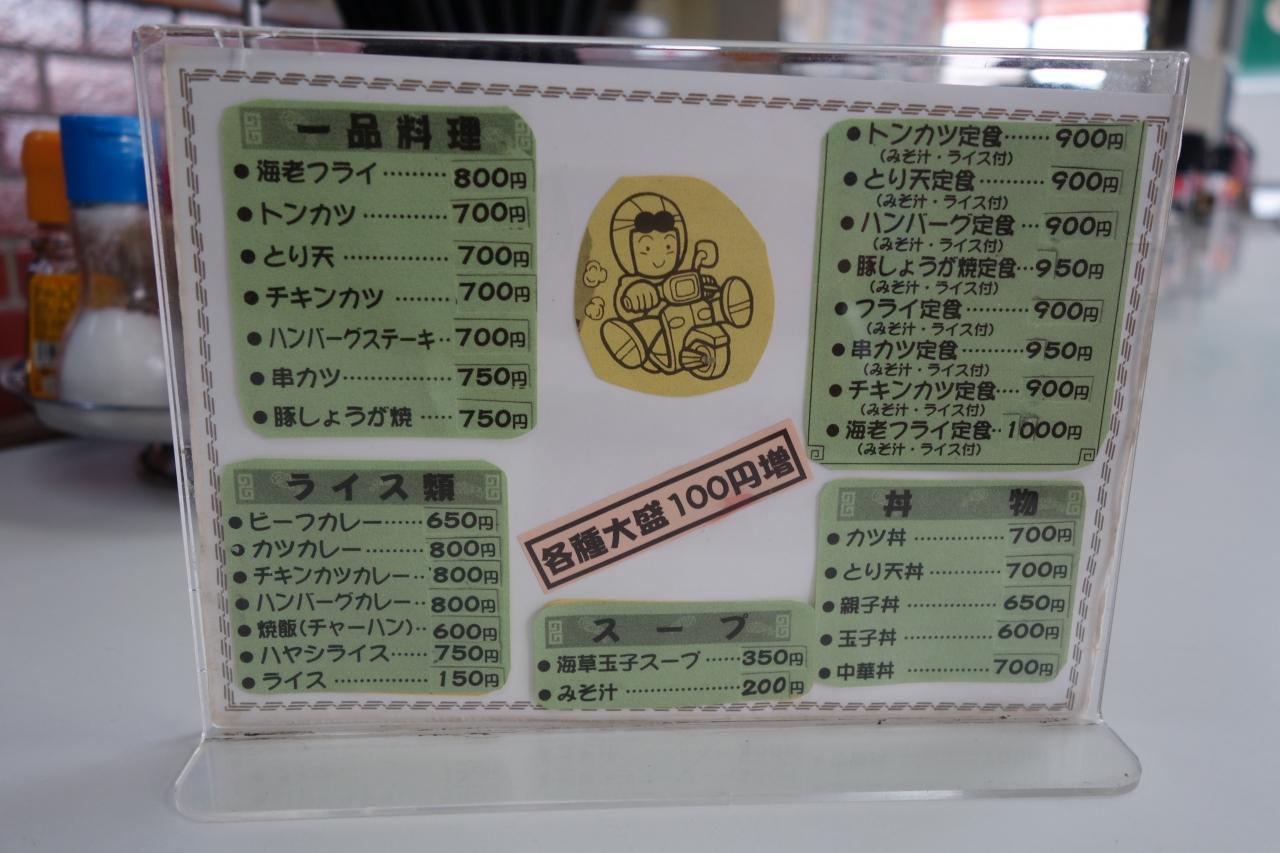 一品料理
●海老フライ………800円
●トンカツ………700円
●とり天………700円
●チキンカツ………700円
●ハンバーグステーキ‥700円
●串カツ………750円
●豚しょうが焼……750円
ライス類
●ビーフカレー……650円
●カツカレー………800円
●チキンカツカレー‥800円
●ハンバーグカレー‥800円
●焼飯(チャーハン)‥600円
●ハヤシライス……750円
●ライス………150円
各種大盛100円増
スープ
●海草玉子スープ……350円
●みそ汁………200円
●トンカツ定食……900円
(みそ汁・ライス付)
●とり天定食………900円
(みそ汁・ライス付)
●ハンバーグ定食…900円
(みそ汁・ライス付)
●豚しょうが焼定食…950円
(みそ汁・ライス付)
●フライ定食………900円
(みそ汁・ライス付)
●串カツ定食………950円
(みそ汁・ライス付)
●チキンカツ定食‥‥900円
(みそ汁・ライス付)
●海老フライ定食‥1000円
(みそ汁・ライス付)
丼物
●カツ丼………700円
●とり天丼………700円
●親子丼………650円
●玉子丼………600円
●中華丼………700円